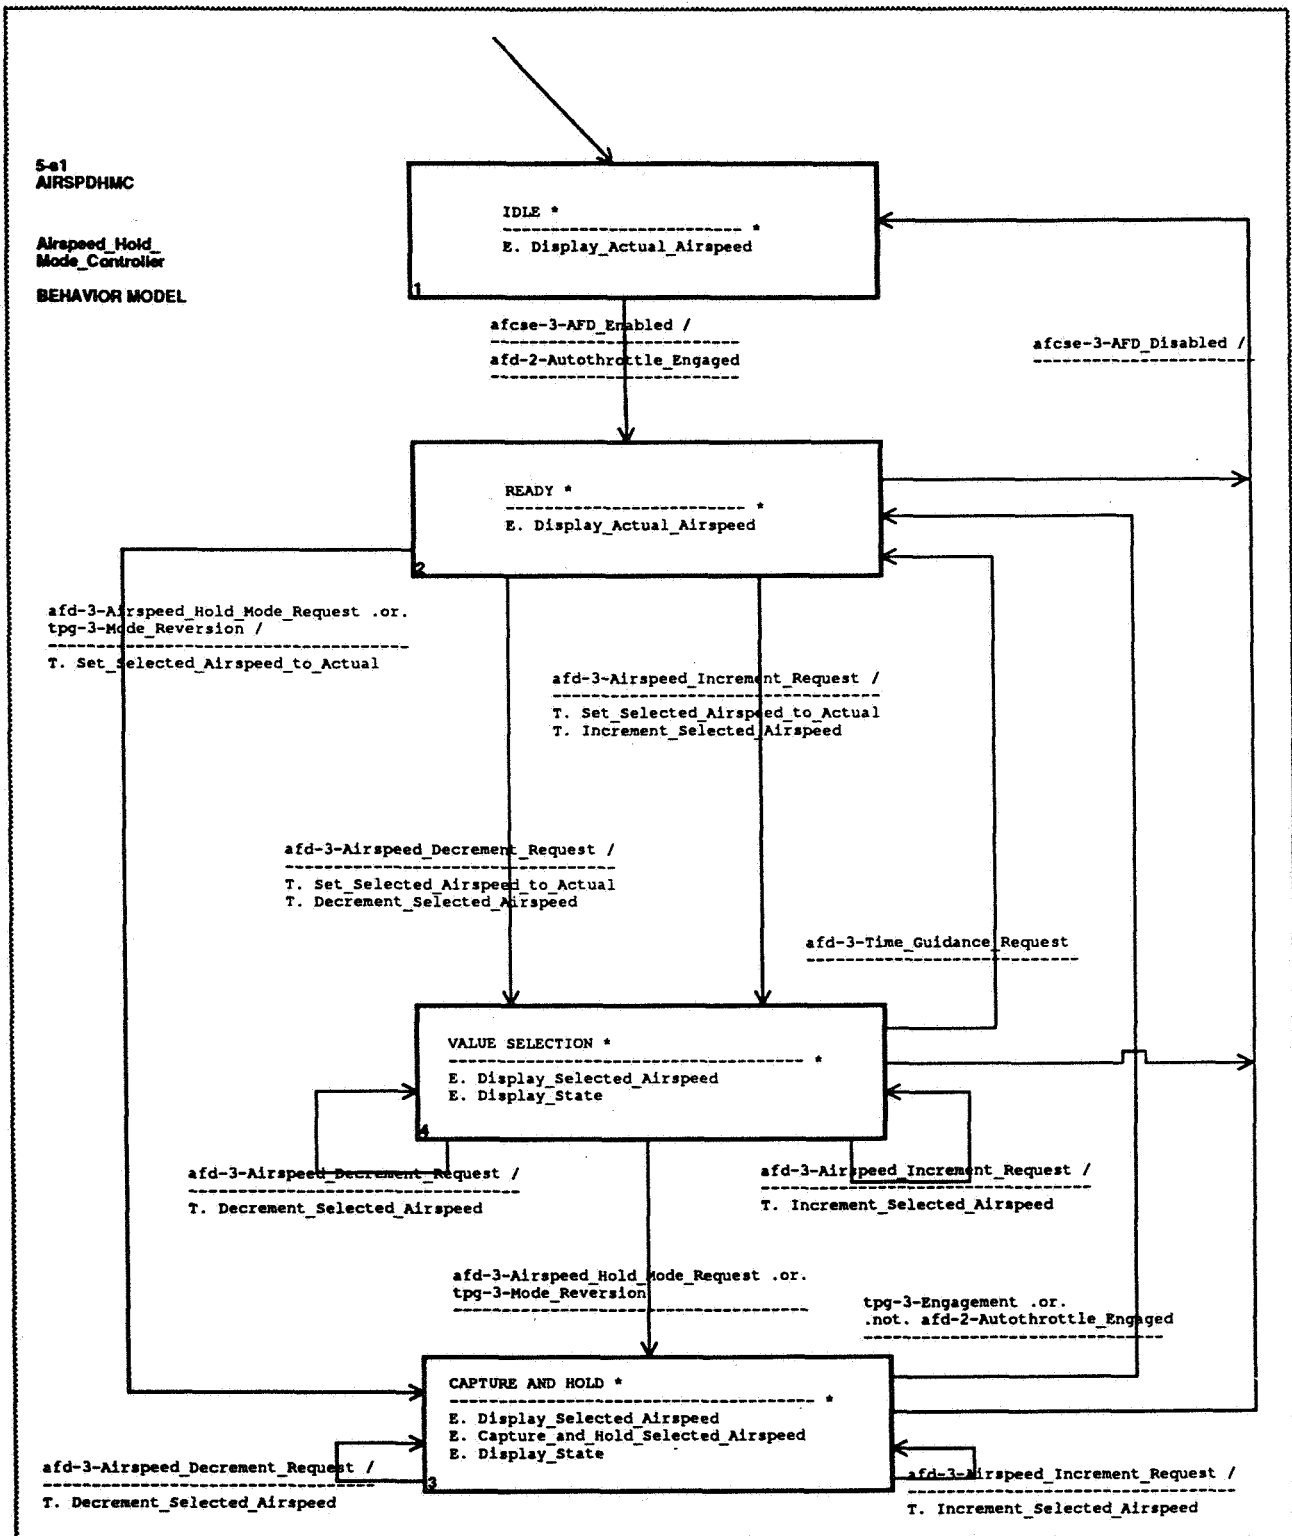 5-s1
AIRSPDHMC
Airspeed_Hold_
Mode_Controller
BEHAVIOR MODEL
IDLE *
------------------------- *
E. Display_Actual_Airspeed
1
afcse-3-AFD_Enabled /
afd-2-Autothrottle_Engaged
afcse-3-AFD_Disabled /
READY *
------------------------- *
E. Display_Actual_Airspeed
2
afd-3-Airspeed_Hold_Mode_Request .or.
tpg-3-Mode_Reversion /
T. Set_Selected_Airspeed_to_Actual
afd-3-Airspeed_Increment_Request /
T. Set_Selected_Airspeed_to_Actual
T. Increment_Selected_Airspeed
afd-3-Airspeed_Decrement_Request /
T. Set_Selected_Airspeed_to_Actual
T. Decrement_Selected_Airspeed
afd-3-Time_Guidance_Request
VALUE SELECTION *
------------------------------------- *
E. Display_Selected_Airspeed
E. Display_State
4
afd-3-Airspeed_Decrement_Request /
T. Decrement_Selected_Airspeed
afd-3-Airspeed_Increment_Request /
T. Increment_Selected_Airspeed
afd-3-Airspeed_Hold_Mode_Request .or.
tpg-3-Mode_Reversion
tpg-3-Engagement .or.
.not. afd-2-Autothrottle_Engaged
CAPTURE AND HOLD *
------------------------------------- *
E. Display_Selected_Airspeed
E. Capture_and_Hold_Selected_Airspeed
E. Display_State
3
afd-3-Airspeed_Decrement_Request /
T. Decrement_Selected_Airspeed
afd-3-Airspeed_Increment_Request /
T. Increment_Selected_Airspeed